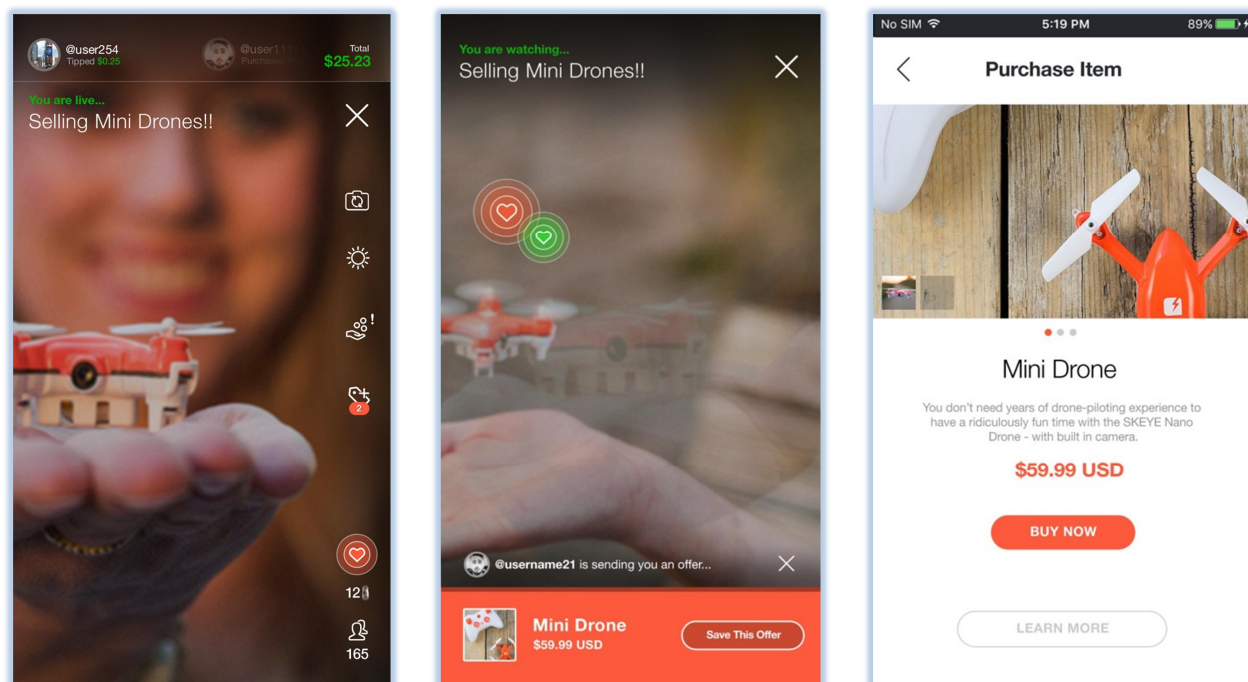 @user254
Tipped $0.25
@user1111
Total
$25.23
You are live...
Selling Mini Drones!!
!
2
12
165
You are watching...
Selling Mini Drones!!
@username21 is sending you an offer...
Mini Drone
$59.99 USD
Save This Offer
No SIM
5:19 PM
89%
Purchase Item
Mini Drone
You don't need years of drone-piloting experience to
have a ridiculously fun time with the SKEYE Nano
Drone - with built in camera.
$59.99 USD
BUY NOW
LEARN MORE